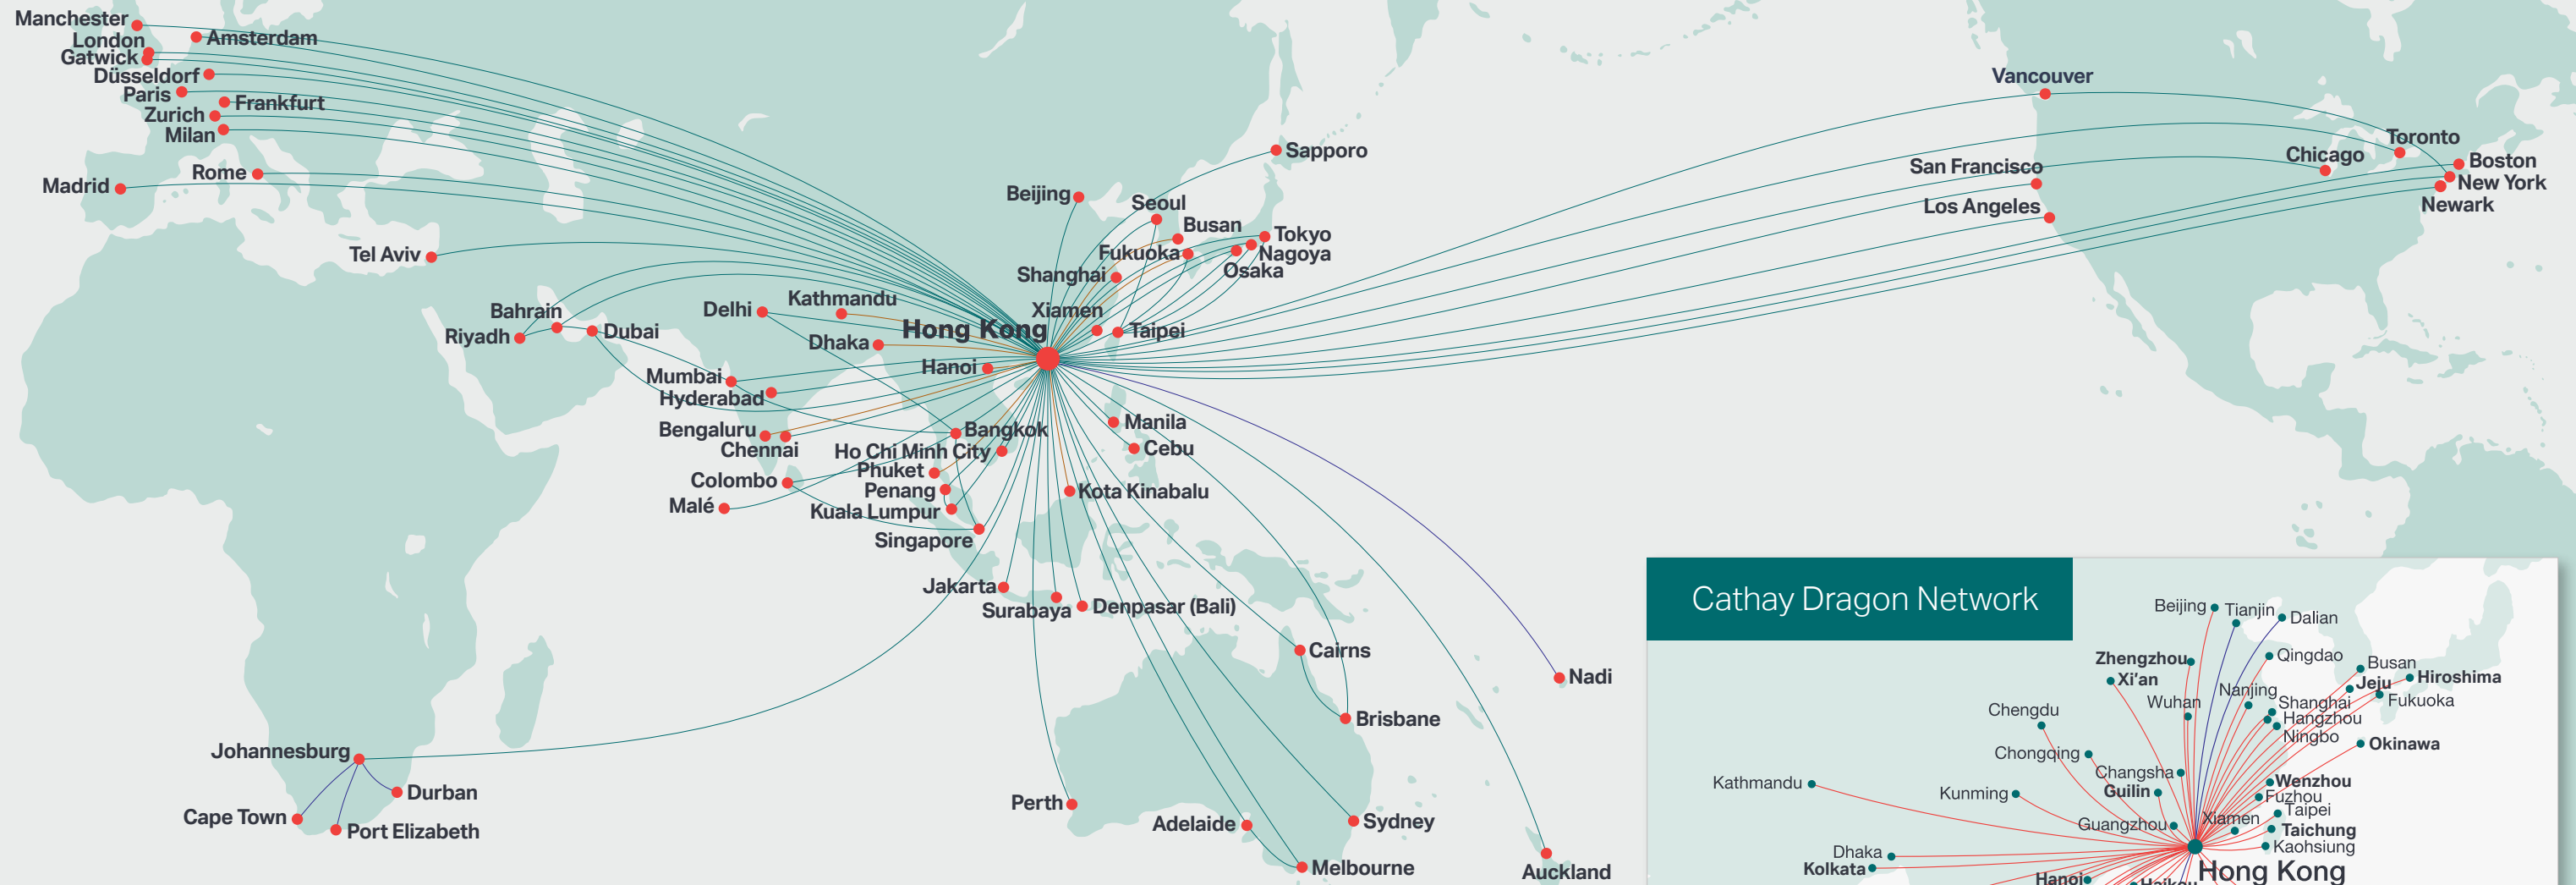 Manchester
London
Gatwick
Amsterdam
Düsseldorf
Paris
Frankfurt
Zurich
Milan
Rome
Madrid
Tel Aviv
Bahrain
Riyadh
Dubai
Delhi
Kathmandu
Dhaka
Hong Kong
Hanoi
Mumbai
Hyderabad
Bengaluru
Chennai
Colombo
Malé
Bangkok
Ho Chi Minh City
Phuket
Penang
Kuala Lumpur
Singapore
Beijing
Seoul
Busan
Fukuoka
Tokyo
Nagoya
Osaka
Shanghai
Xiamen
Taipei
Sapporo
Manila
Cebu
Kota Kinabalu
Jakarta
Surabaya
Denpasar (Bali)
Cairns
Brisbane
Nadi
Perth
Adelaide
Sydney
Melbourne
Auckland
Johannesburg
Cape Town
Durban
Port Elizabeth
Vancouver
San Francisco
Los Angeles
Toronto
Chicago
Boston
New York
Newark
Cathay Dragon Network
Beijing
Tianjin
Dalian
Zhengzhou
Xi'an
Qingdao
Busan
Jeju
Hiroshima
Fukuoka
Nanjing
Wuhan
Shanghai
Hangzhou
Ningbo
Chengdu
Chongqing
Okinawa
Changsha
Guilin
Wenzhou
Fuzhou
Kathmandu
Kunming
Taipei
Guangzhou
Xiamen
Taichung
Kaohsiung
Dhaka
Kolkata
Hong Kong
Hanoi
Haikou